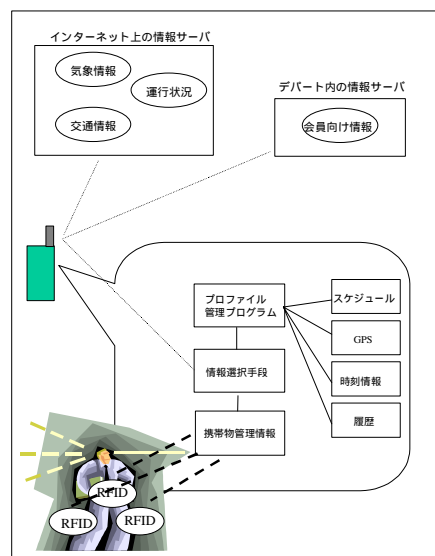 インターネット上の情報サーバ
気象情報
運行状況
交通情報
デパート内の情報サーバ
会員向け情報
プロファイル
管理プログラム
スケジュール
GPS
時刻情報
履歴
情報選択手段
携帯物管理情報
RFID
RFID
RFID